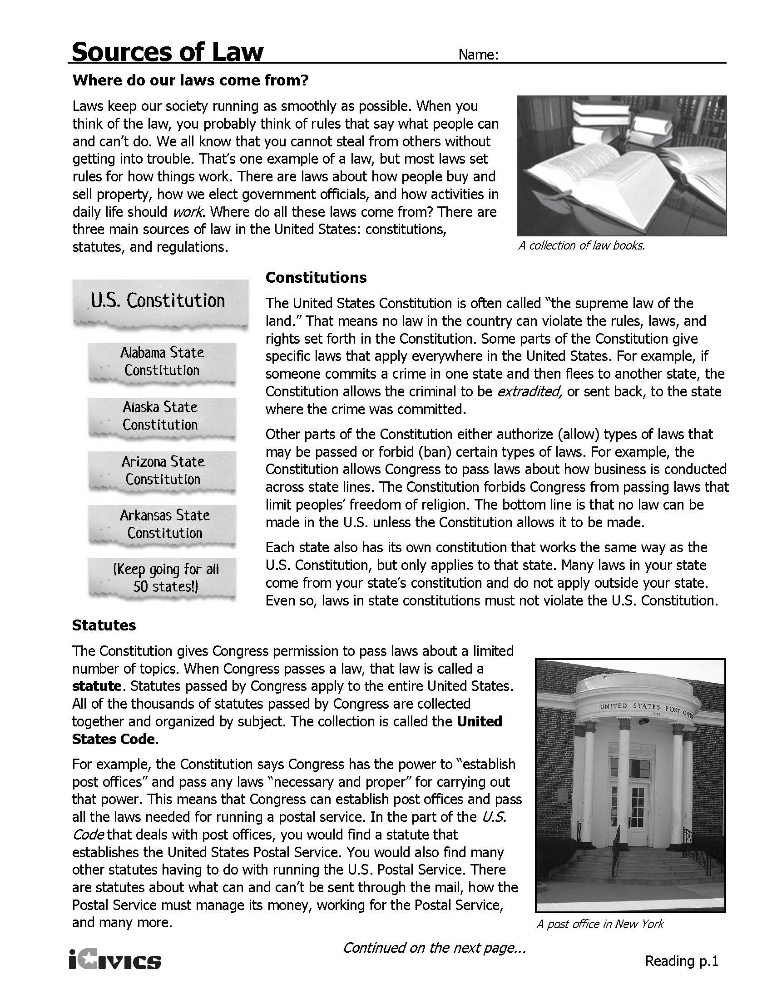 Sources of Law
Name:
Where do our laws come from?
Laws keep our society running as smoothly as possible. When you
think of the law, you probably think of rules that say what people can
and can’t do. We all know that you cannot steal from others without
getting into trouble. That’s one example of a law, but most laws set
rules for how things work. There are laws about how people buy and
sell property, how we elect government officials, and how activities in
daily life should work. Where do all these laws come from? There are
three main sources of law in the United States: constitutions,
statutes, and regulations.
A collection of law books.
U.S. Constitution
Alabama State
Constitution
Alaska State
Constitution
Arizona State
Constitution
Arkansas State
Constitution
(Keep going for all
50 states!)
Constitutions
The United States Constitution is often called “the supreme law of the
land.” That means no law in the country can violate the rules, laws, and
rights set forth in the Constitution. Some parts of the Constitution give
specific laws that apply everywhere in the United States. For example, if
someone commits a crime in one state and then flees to another state, the
Constitution allows the criminal to be extradited, or sent back, to the state
where the crime was committed.
Other parts of the Constitution either authorize (allow) types of laws that
may be passed or forbid (ban) certain types of laws. For example, the
Constitution allows Congress to pass laws about how business is conducted
across state lines. The Constitution forbids Congress from passing laws that
limit peoples’ freedom of religion. The bottom line is that no law can be
made in the U.S. unless the Constitution allows it to be made.
Each state also has its own constitution that works the same way as the
U.S. Constitution, but only applies to that state. Many laws in your state
come from your state’s constitution and do not apply outside your state.
Even so, laws in state constitutions must not violate the U.S. Constitution.
Statutes
The Constitution gives Congress permission to pass laws about a limited
number of topics. When Congress passes a law, that law is called a
statute. Statutes passed by Congress apply to the entire United States.
All of the thousands of statutes passed by Congress are collected
together and organized by subject. The collection is called the United
States Code.
For example, the Constitution says Congress has the power to “establish
post offices” and pass any laws “necessary and proper” for carrying out
that power. This means that Congress can establish post offices and pass
all the laws needed for running a postal service. In the part of the U.S.
Code that deals with post offices, you would find a statute that
establishes the United States Postal Service. You would also find many
other statutes having to do with running the U.S. Postal Service. There
are statutes about what can and can’t be sent through the mail, how the
Postal Service must manage its money, working for the Postal Service,
and many more.
UNITED STATES POST OFFICE
A post office in New York
Continued on the next page...
iCIVICS
Reading p.1